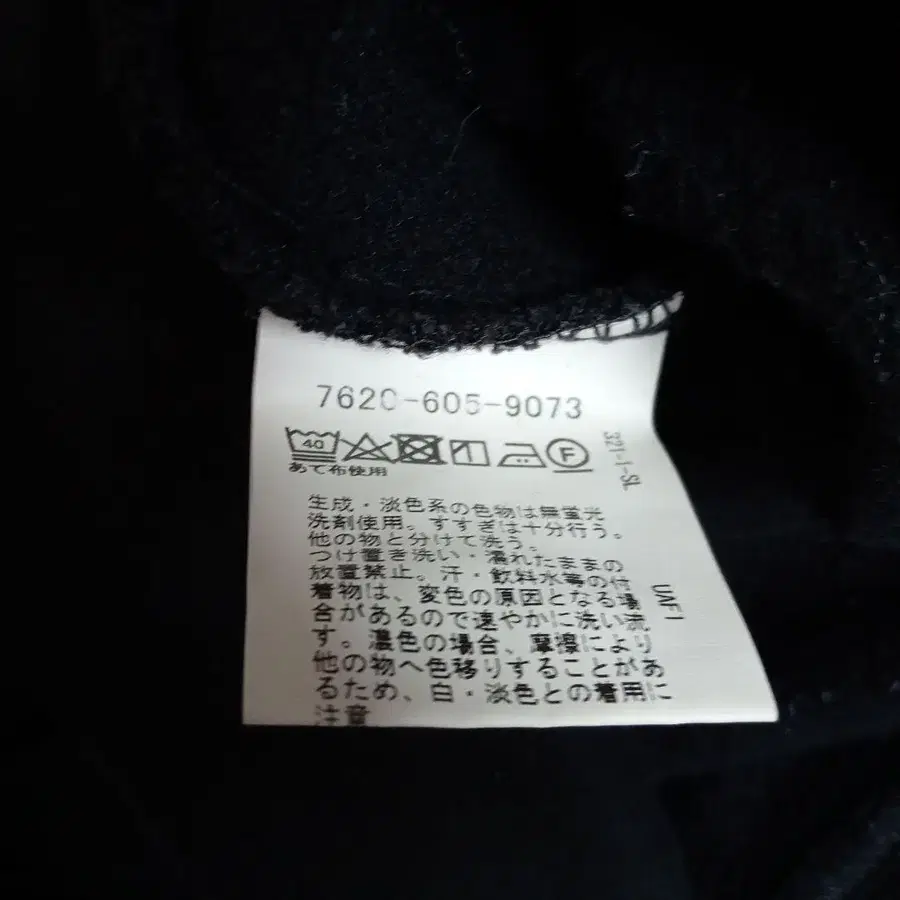 7620-605-9073
40
F
あて布使用
生成・淡色系の色物は無蛍光
洗剤使用。すすぎは十分行う。
他の物と分けて洗う。
つけ置き洗い・濡れたままの
放置禁止。汗・飲料水等の付
着物は、変色の原因となる場
合があるので速やかに洗い流
す。濃色の場合、摩擦により
他の物へ色移りすることがあ
るため、白・淡色との着用に
注意
321-1-SL
UAF1